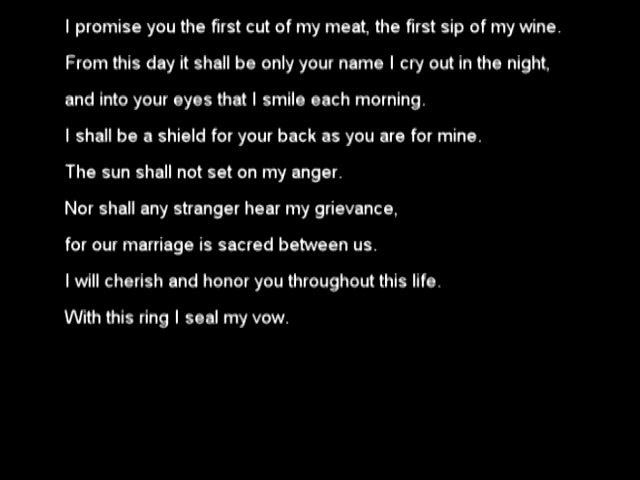 I promise you the first cut of my meat, the first sip of my wine.
From this day it shall be only your name I cry out in the night,
and into your eyes that I smile each morning.
I shall be a shield for your back as you are for mine.
The sun shall not set on my anger.
Nor shall any stranger hear my grievance,
for our marriage is sacred between us.
I will cherish and honor you throughout this life.
With this ring I seal my vow.